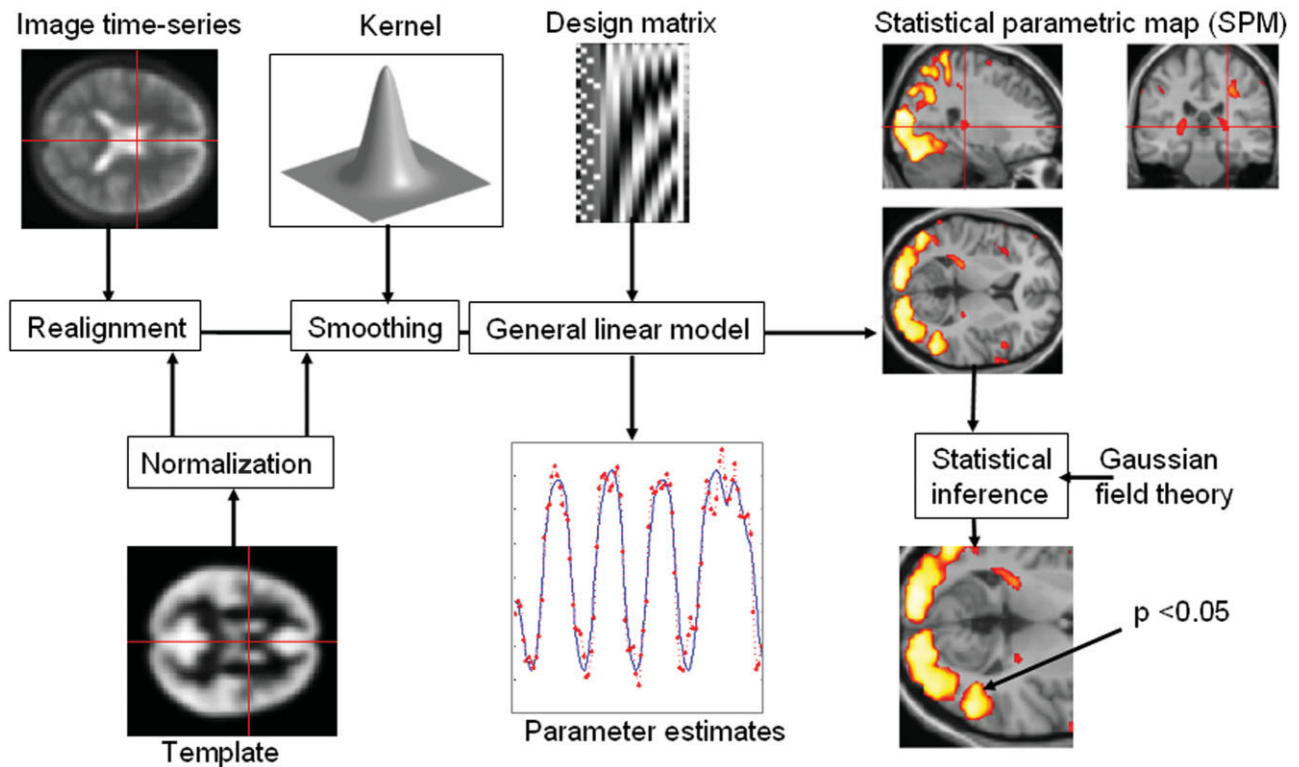 Image time-series
Kernel
Design matrix
Statistical parametric map (SPM)
Realignment
Smoothing
General linear model
Normalization
Statistical
inference
Gaussian
field theory
p <0.05
Parameter estimates
Template